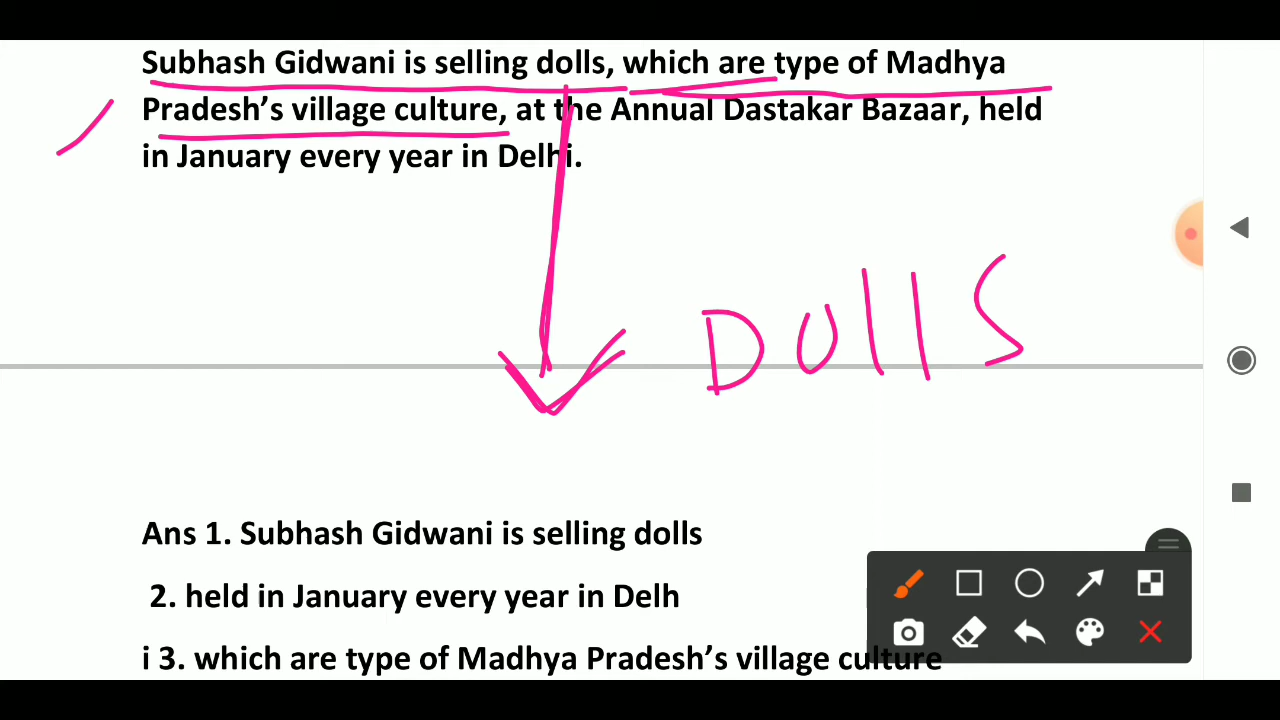 Subhash Gidwani is selling dolls, which are type of Madhya
Pradesh's village culture, at the Annual Dastakar Bazaar, held
in January every year in Delhi.
DOllS
Ans 1. Subhash Gidwani is selling dolls
2. held in January every year in Delh
i 3. which are type of Madhya Pradesh's village culture